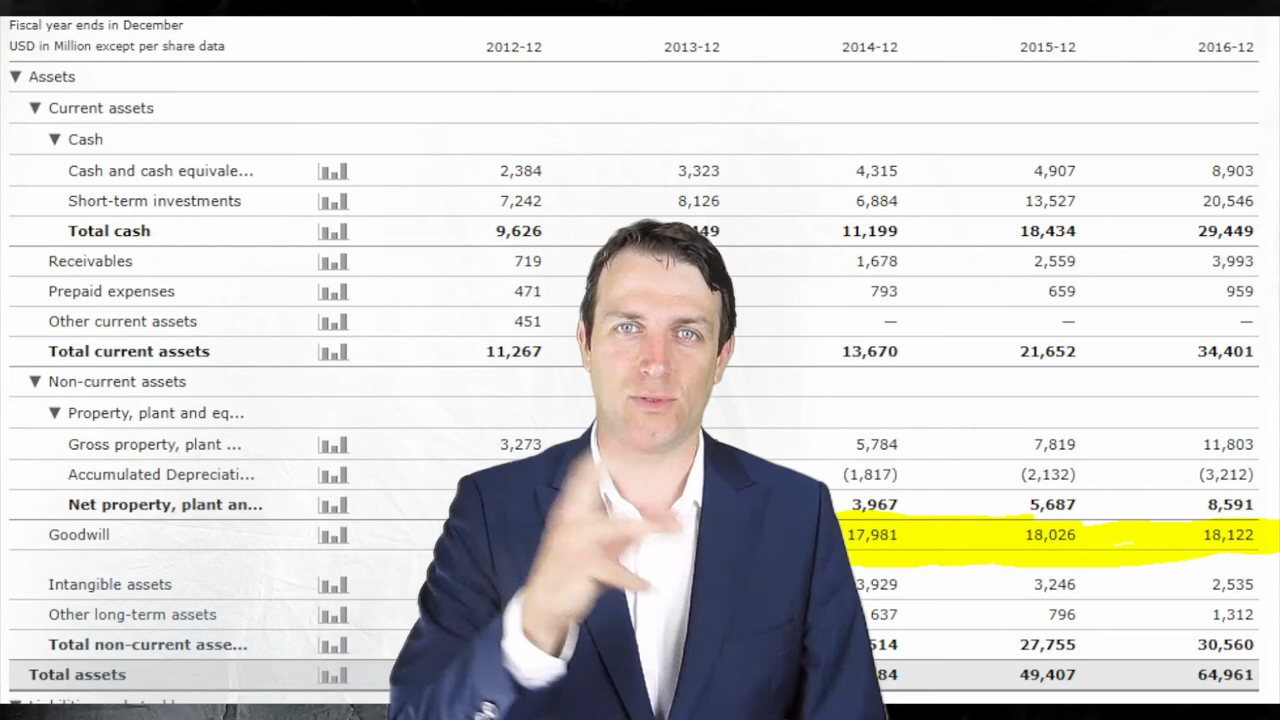 Fiscal year ends in December
USD in Million except per share data 2012-12 2013-12 2014-12 2015-12 2016-12
Assets
Current assets
Cash
Cash and cash equivale... 2,384 3,323 4,315 4,907 8,903
Short-term investments 7,242 8,126 6,884 13,527 20,546
Total cash 9,626 449 11,199 18,434 29,449
Receivables 719 1,678 2,559 3,993
Prepaid expenses 471 793 659 959
Other current assets 451 — — —
Total current assets 11,267 13,670 21,652 34,401
Non-current assets
Property, plant and eq...
Gross property, plant ... 3,273 5,784 7,819 11,803
Accumulated Depreciati... (1,817) (2,132) (3,212)
Net property, plant an... 3,967 5,687 8,591
Goodwill 17,981 18,026 18,122
Intangible assets 3,929 3,246 2,535
Other long-term assets 637 796 1,312
Total non-current asse... 514 27,755 30,560
Total assets 84 49,407 64,961